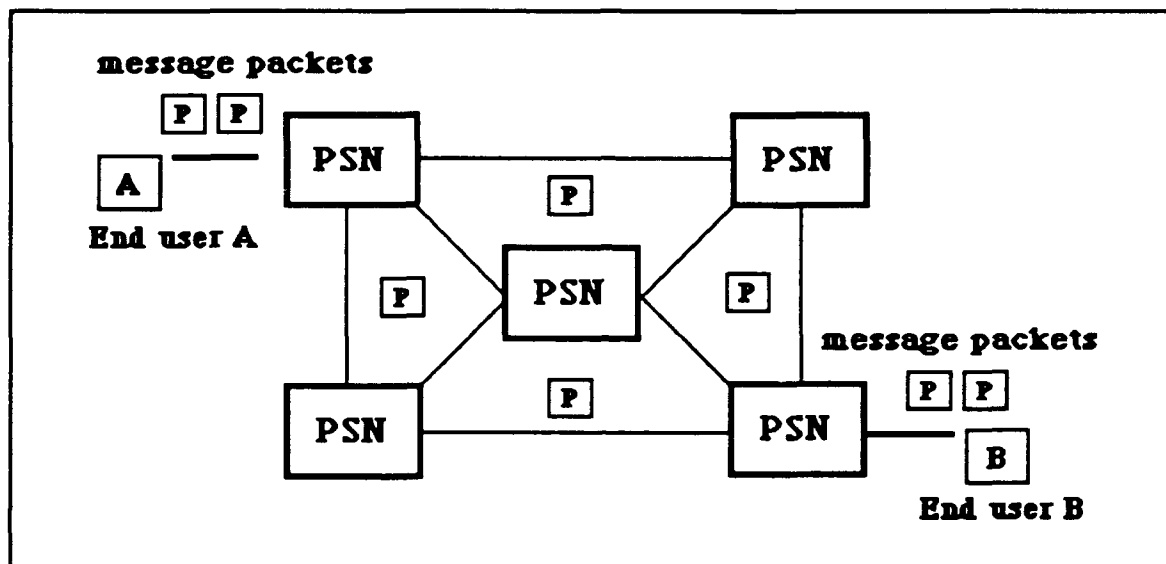 message packets
P P
A
End user A
PSN
PSN
P
P
PSN
P
message packets
P P
P
PSN
PSN
B
End user B